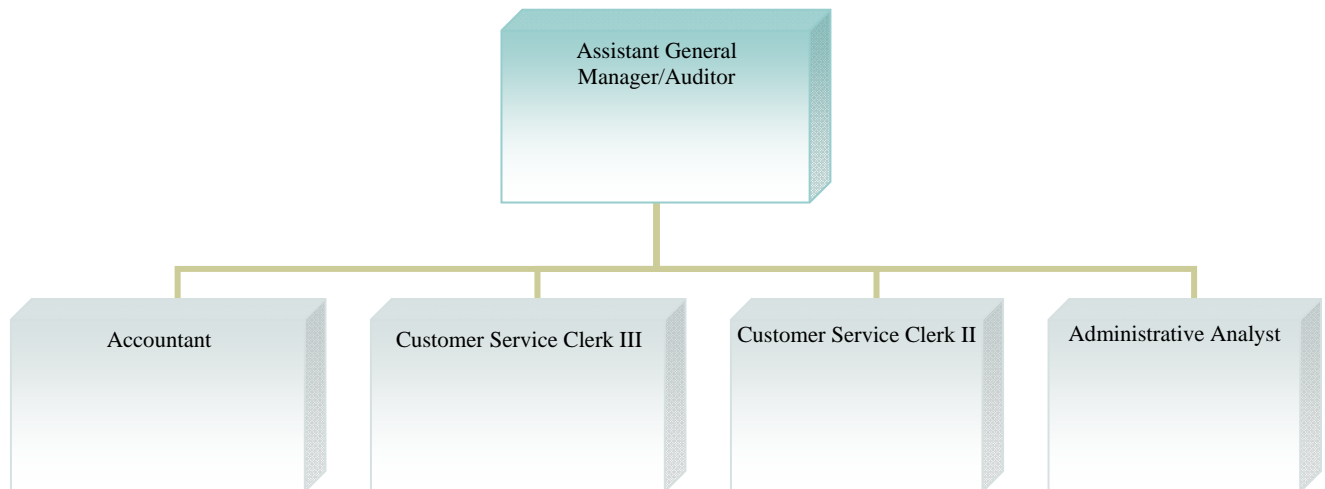 Assistant General
Manager/Auditor
Accountant
Customer Service Clerk III
Customer Service Clerk II
Administrative Analyst